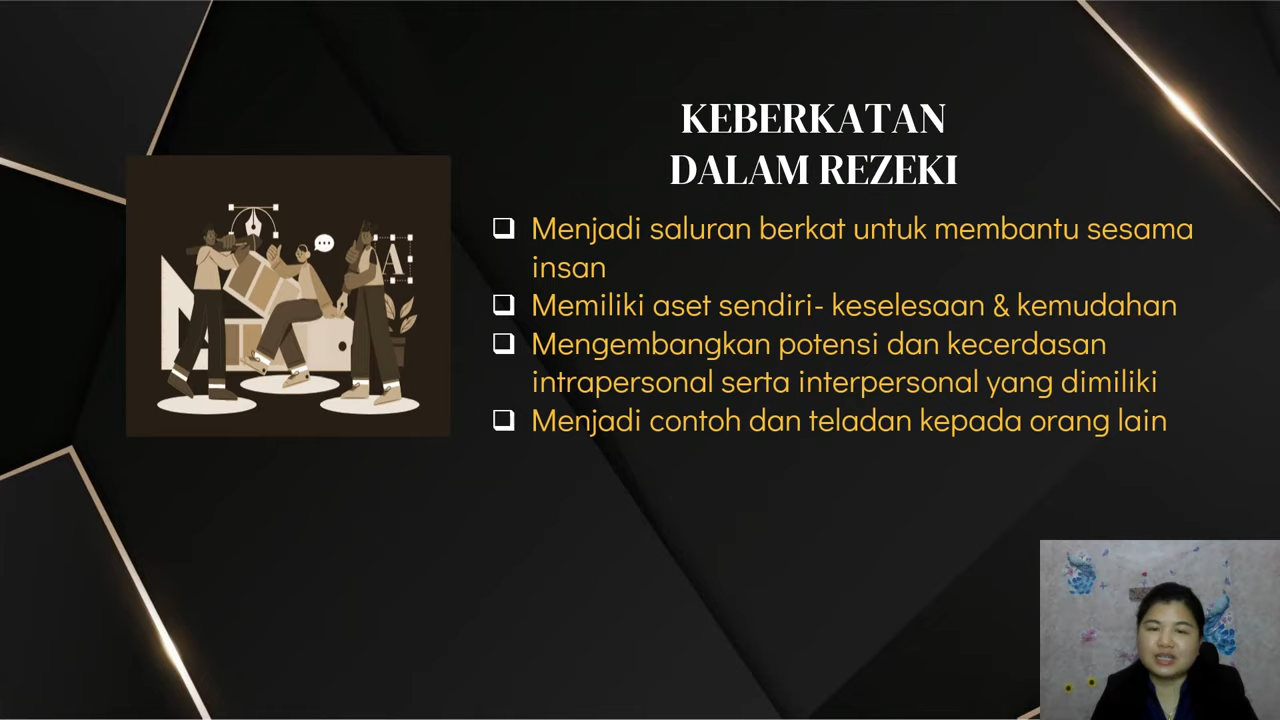 KEBERKATAN
DALAM REZEKI
❑ Menjadi saluran berkat untuk membantu sesama
insan
❑ Memiliki aset sendiri- keselesaan & kemudahan
❑ Mengembangkan potensi dan kecerdasan
intrapersonal serta interpersonal yang dimiliki
❑ Menjadi contoh dan teladan kepada orang lain
A